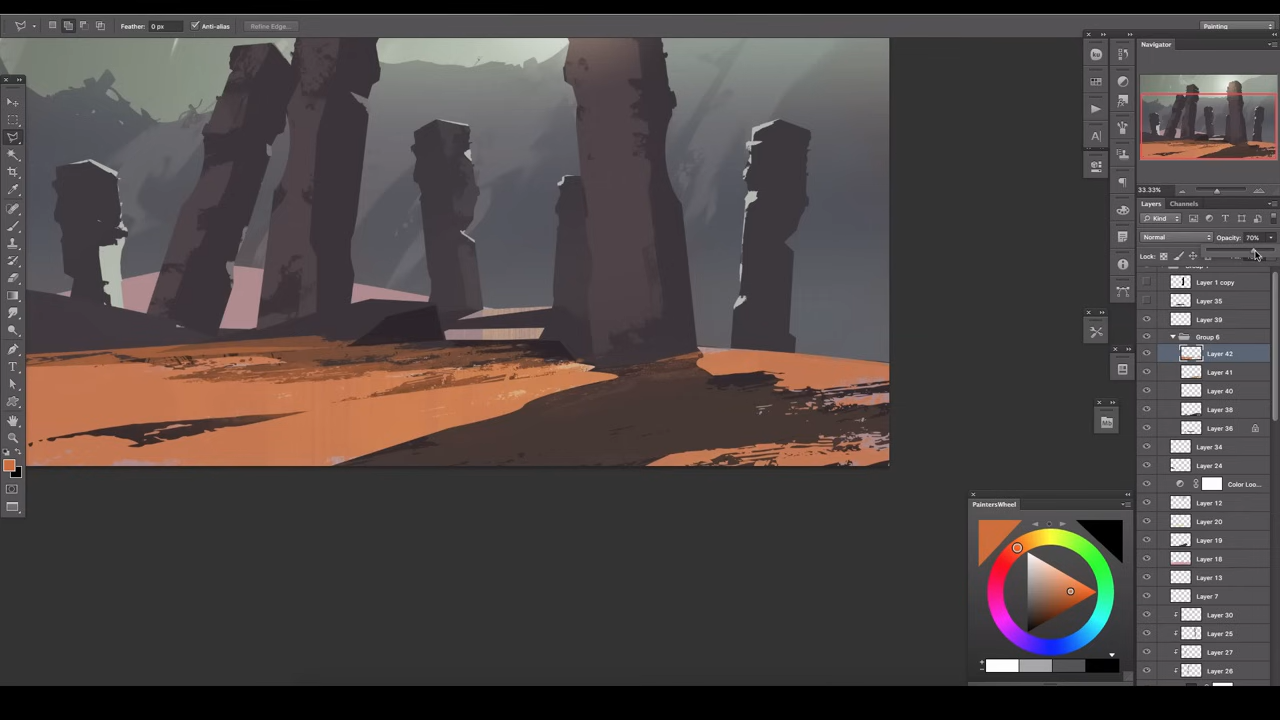 Feather: 0 px Anti-alias Refine Edge... Painting
Navigator
33.33%
Layers Channels
Kind
Normal Opacity: 70%
Lock:
Layer 1 copy
Layer 35
Layer 39
Group 6
Layer 42
Layer 41
Layer 40
Layer 38
Layer 36
Layer 34
Layer 24
Color Loo...
Layer 12
Layer 20
Layer 19
Layer 18
Layer 13
Layer 7
Layer 30
Layer 25
Layer 27
Layer 26
PaintersWheel